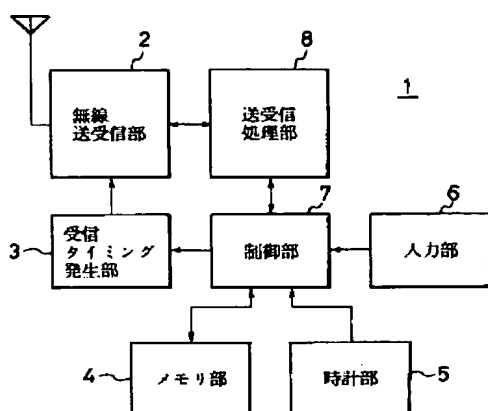 2
8
1
無線
送受信部
送受信
処理部
7
6
3
受信
タイミング
発生部
制御部
入力部
4
メモリ部
時計部
5